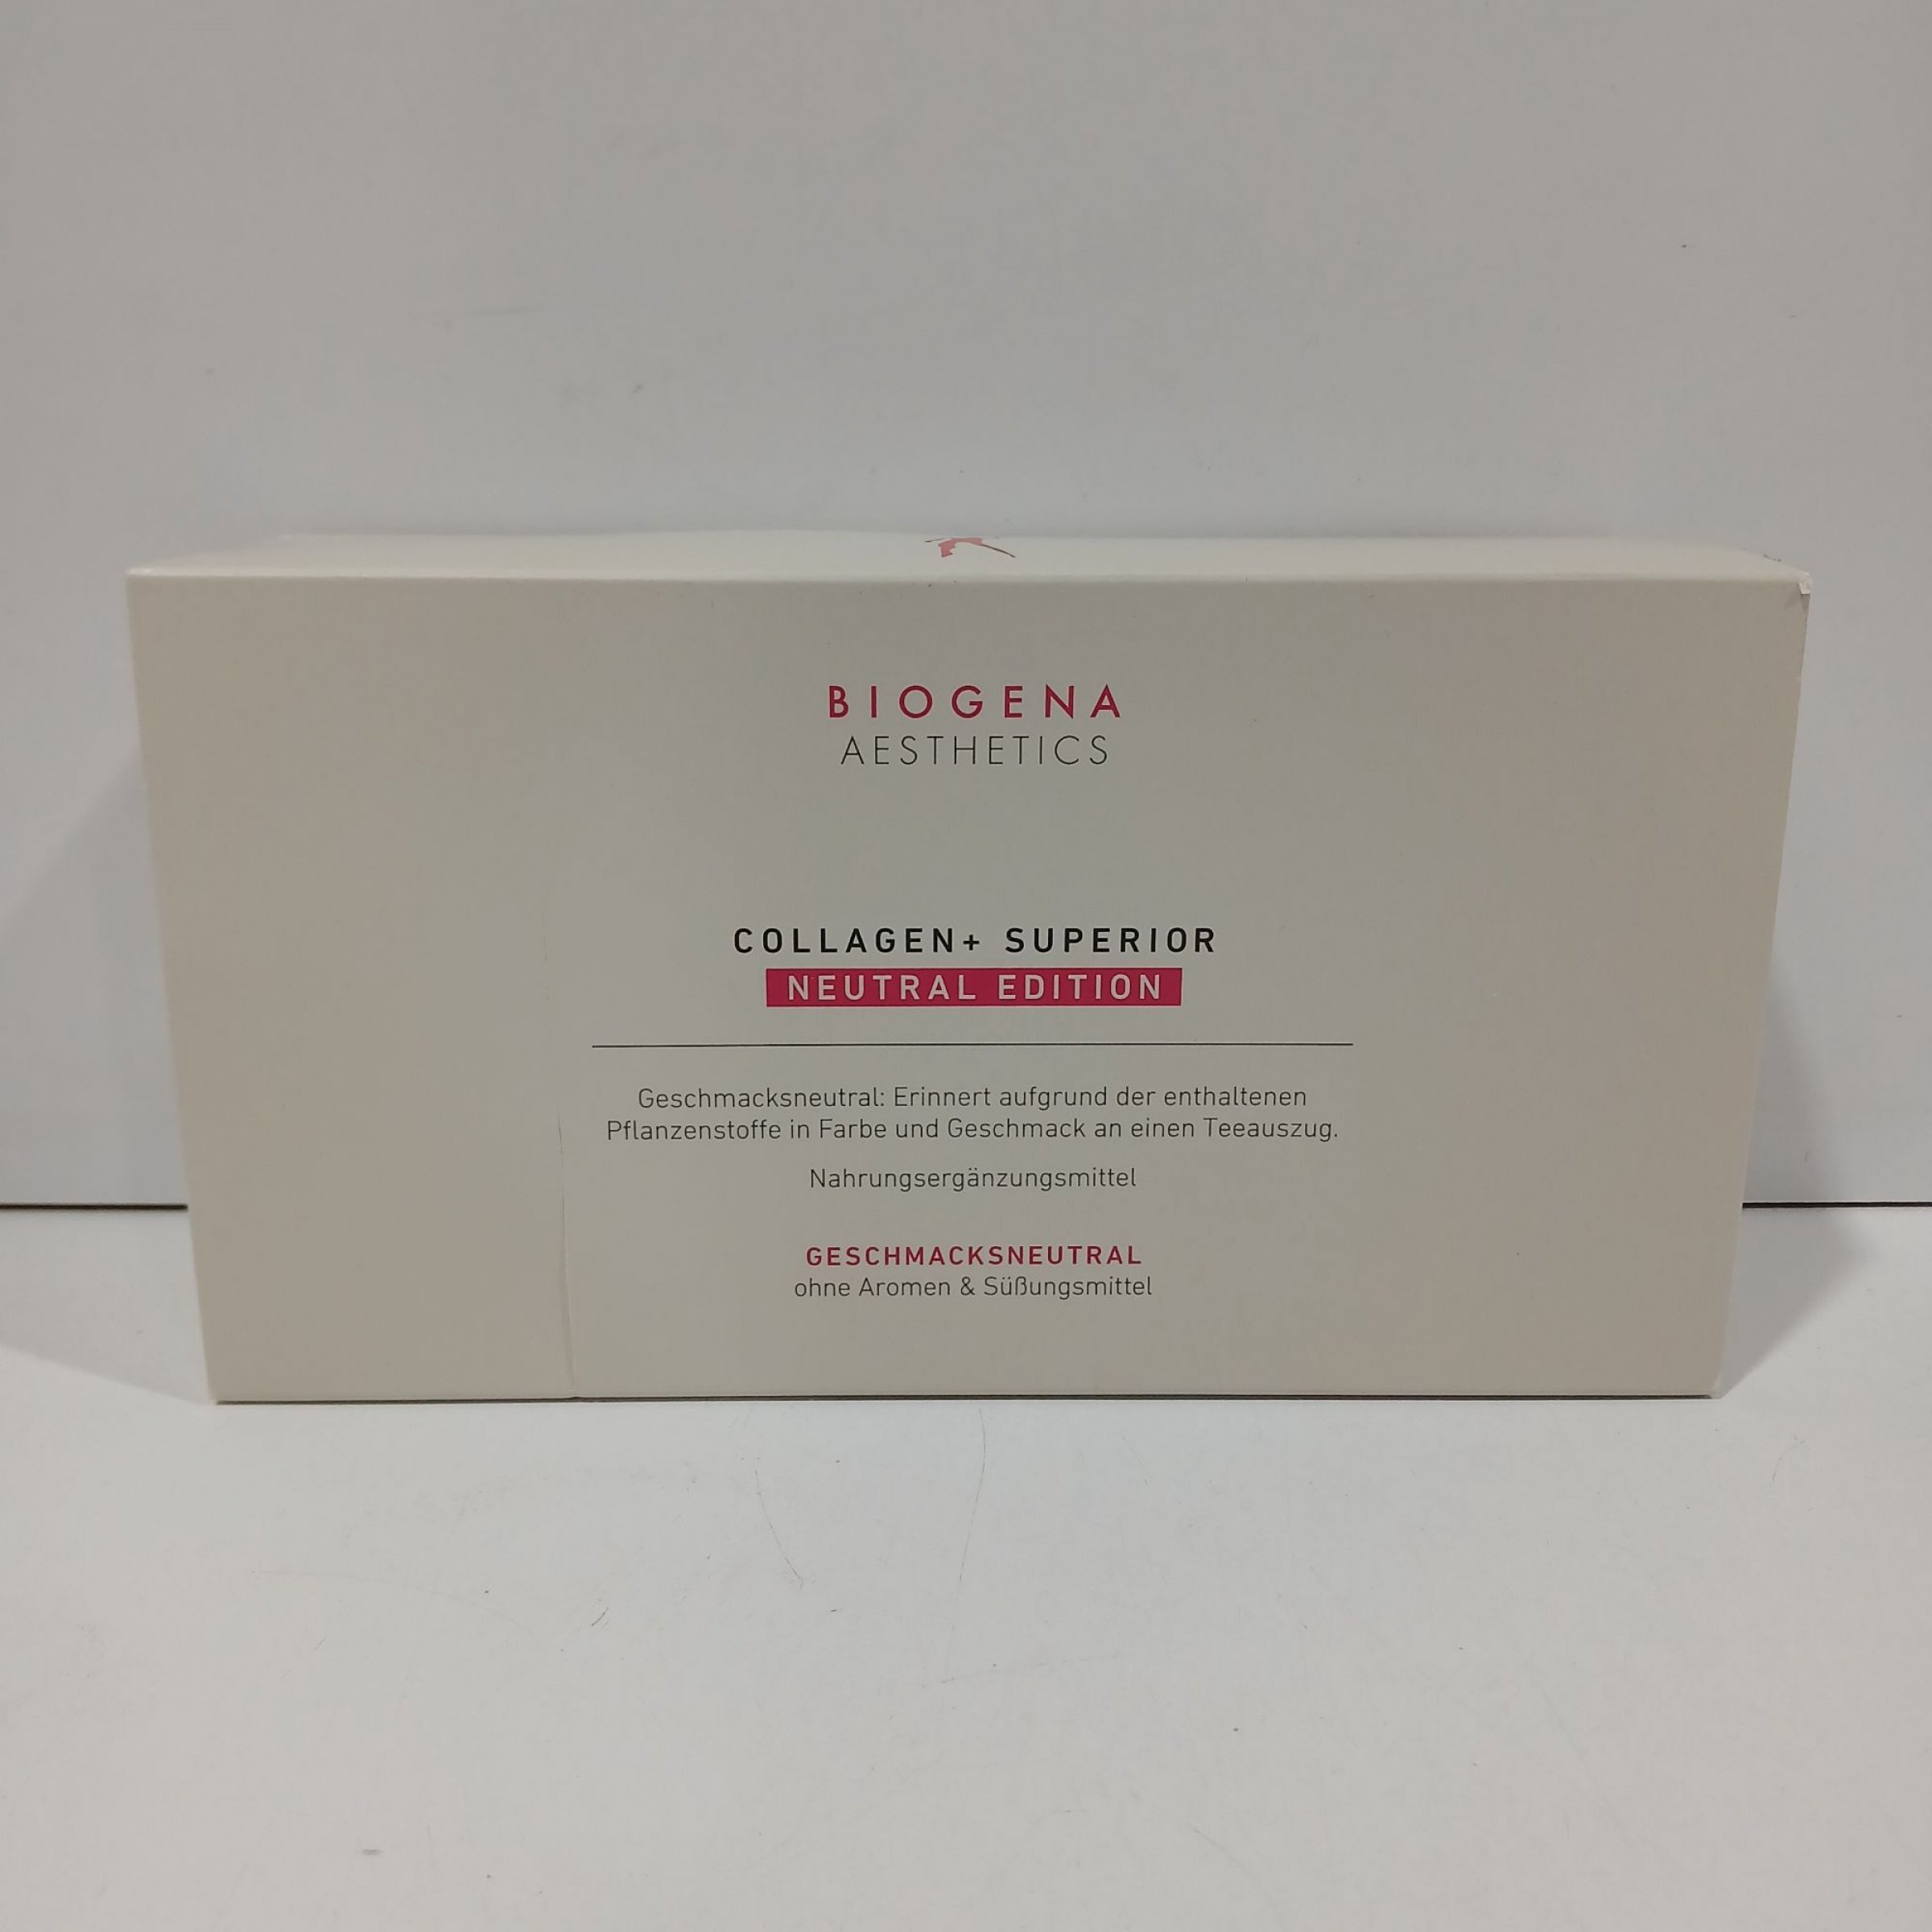 BIOGENA
AESTHETICS
COLLAGEN+ SUPERIOR
NEUTRAL EDITION
Geschmacksneutral: Erinnert aufgrund der enthaltenen
Pflanzenstoffe in Farbe und Geschmack an einen Teeauszug.
Nahrungsergänzungsmittel
GESCHMACKSNEUTRAL
ohne Aromen & Süßungsmittel